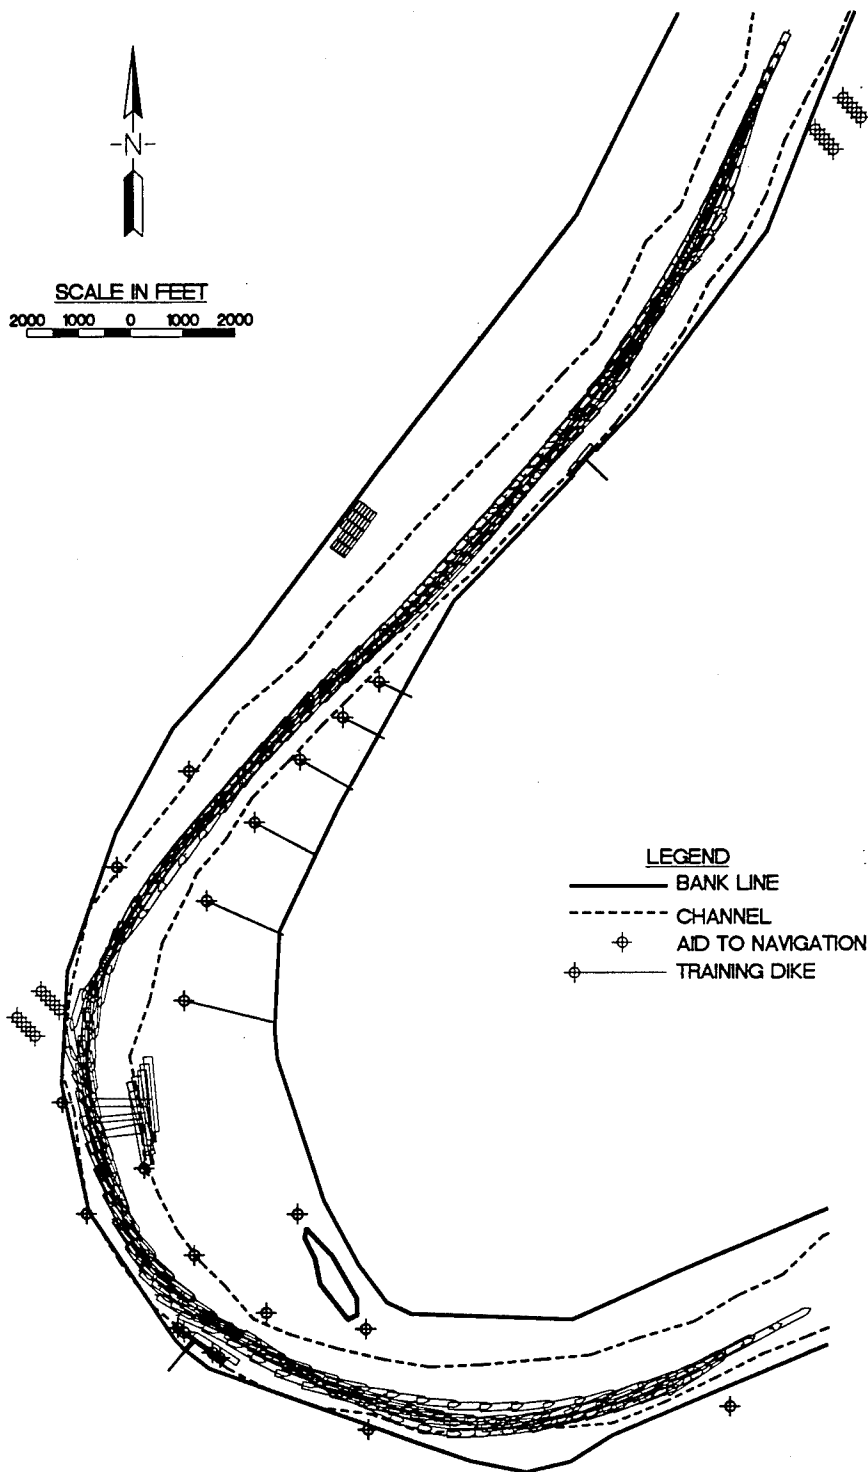 -N-
SCALE IN FEET
2000 1000 0 1000 2000
LEGEND
BANK LINE
CHANNEL
AID TO NAVIGATION
TRAINING DIKE